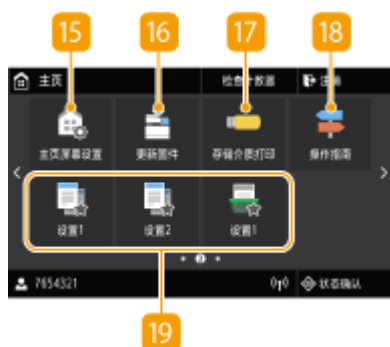 15 16 17 18
主页 检查计数器 注销
主页屏幕设置 更新固件 存储介质打印 操作指南
设置1 设置2 设置1
2
7654321 状态确认
19